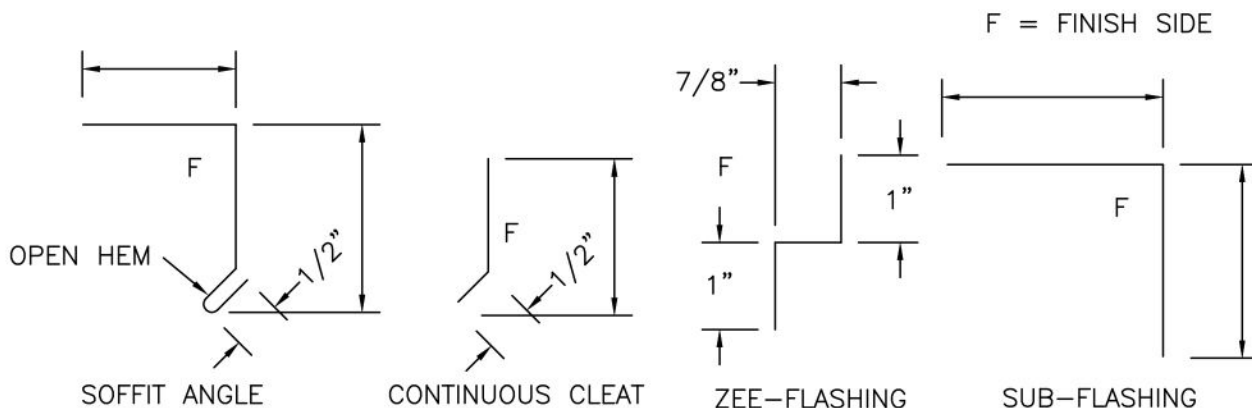 F = FINISH SIDE
7/8”
F
F
F
F
1”
1”
OPEN HEM
1/2”
1/2”
SOFFIT ANGLE
CONTINUOUS CLEAT
ZEE–FLASHING
SUB–FLASHING